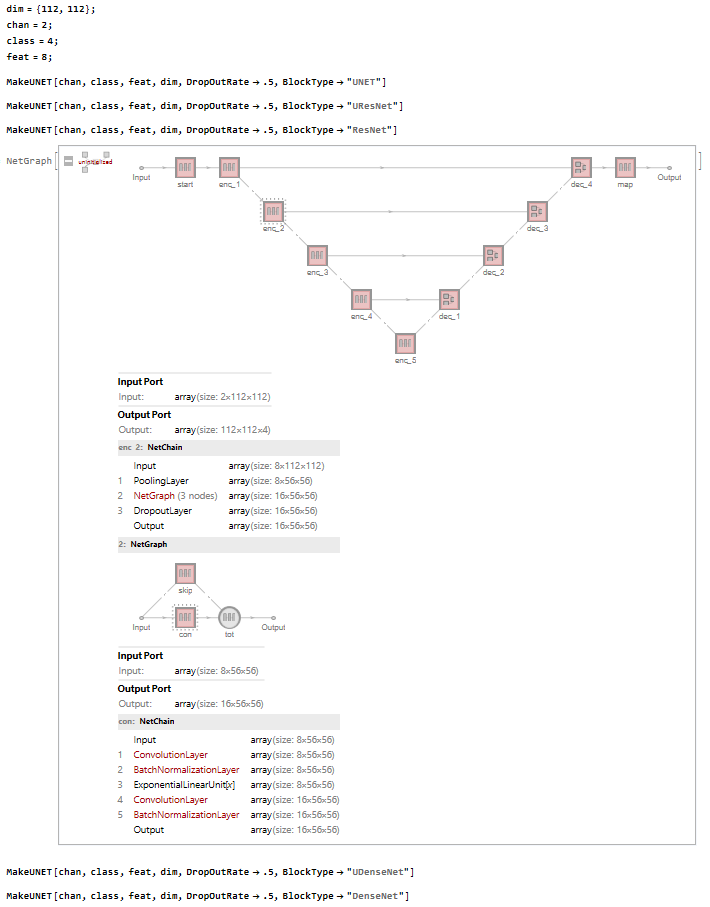 dim = {112, 112};
chan = 2;
class = 4;
feat = 8;
MakeUNET[chan, class, feat, dim, DropOutRate → .5, BlockType → "UNET"]
MakeUNET[chan, class, feat, dim, DropOutRate → .5, BlockType → "UResNet"]
MakeUNET[chan, class, feat, dim, DropOutRate → .5, BlockType → "ResNet"]
NetGraph[ uninitialized ]
Input start enc_1 dec_4 map Output
enc_2 dec_3
enc_3 dec_2
enc_4 dec_1
enc_5
Input Port
Input: array(size: 2×112×112)
Output Port
Output: array(size: 112×112×4)
enc 2: NetChain
Input array(size: 8×112×112)
1 PoolingLayer array(size: 8×56×56)
2 NetGraph (3 nodes) array(size: 16×56×56)
3 DropoutLayer array(size: 16×56×56)
Output array(size: 16×56×56)
2: NetGraph
skip
Input con tot Output
Input Port
Input: array(size: 8×56×56)
Output Port
Output: array(size: 16×56×56)
con: NetChain
Input array(size: 8×56×56)
1 ConvolutionLayer array(size: 8×56×56)
2 BatchNormalizationLayer array(size: 8×56×56)
3 ExponentialLinearUnit[x] array(size: 8×56×56)
4 ConvolutionLayer array(size: 16×56×56)
5 BatchNormalizationLayer array(size: 16×56×56)
Output array(size: 16×56×56)
MakeUNET[chan, class, feat, dim, DropOutRate → .5, BlockType → "UDenseNet"]
MakeUNET[chan, class, feat, dim, DropOutRate → .5, BlockType → "DenseNet"]